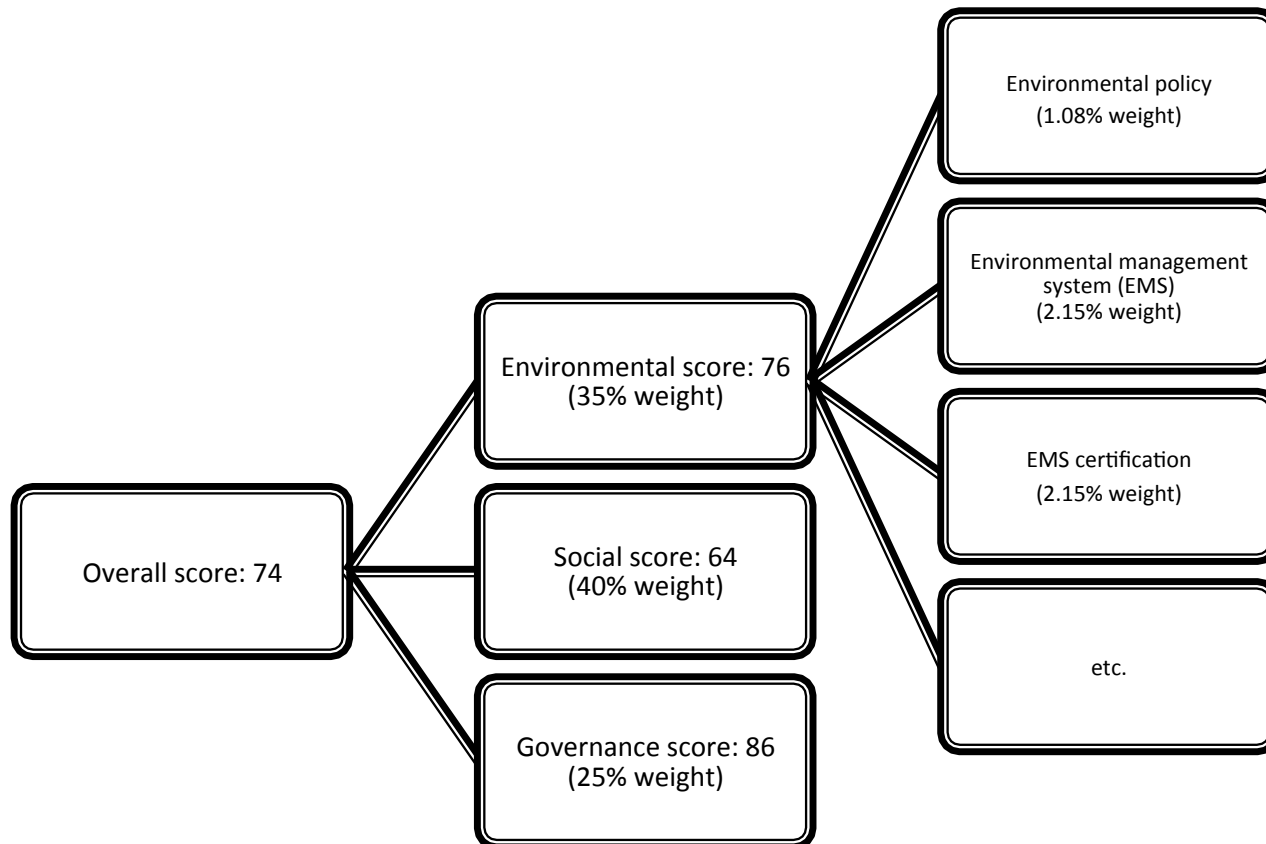 Overall score: 74
Environmental score: 76
(35% weight)
Social score: 64
(40% weight)
Governance score: 86
(25% weight)
Environmental policy
(1.08% weight)
Environmental management
system (EMS)
(2.15% weight)
EMS certification
(2.15% weight)
etc.